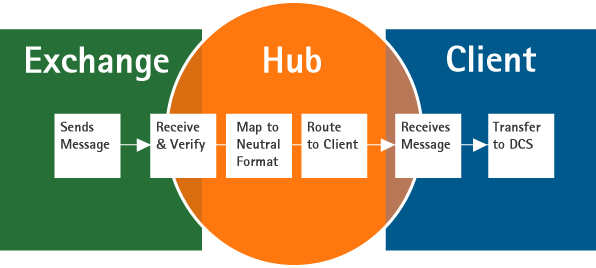 Exchange
Hub
Client
Sends
Message
Receive
& Verify
Map to
Neutral
Format
Route
to Client
Receives
Message
Transfer
to DCS